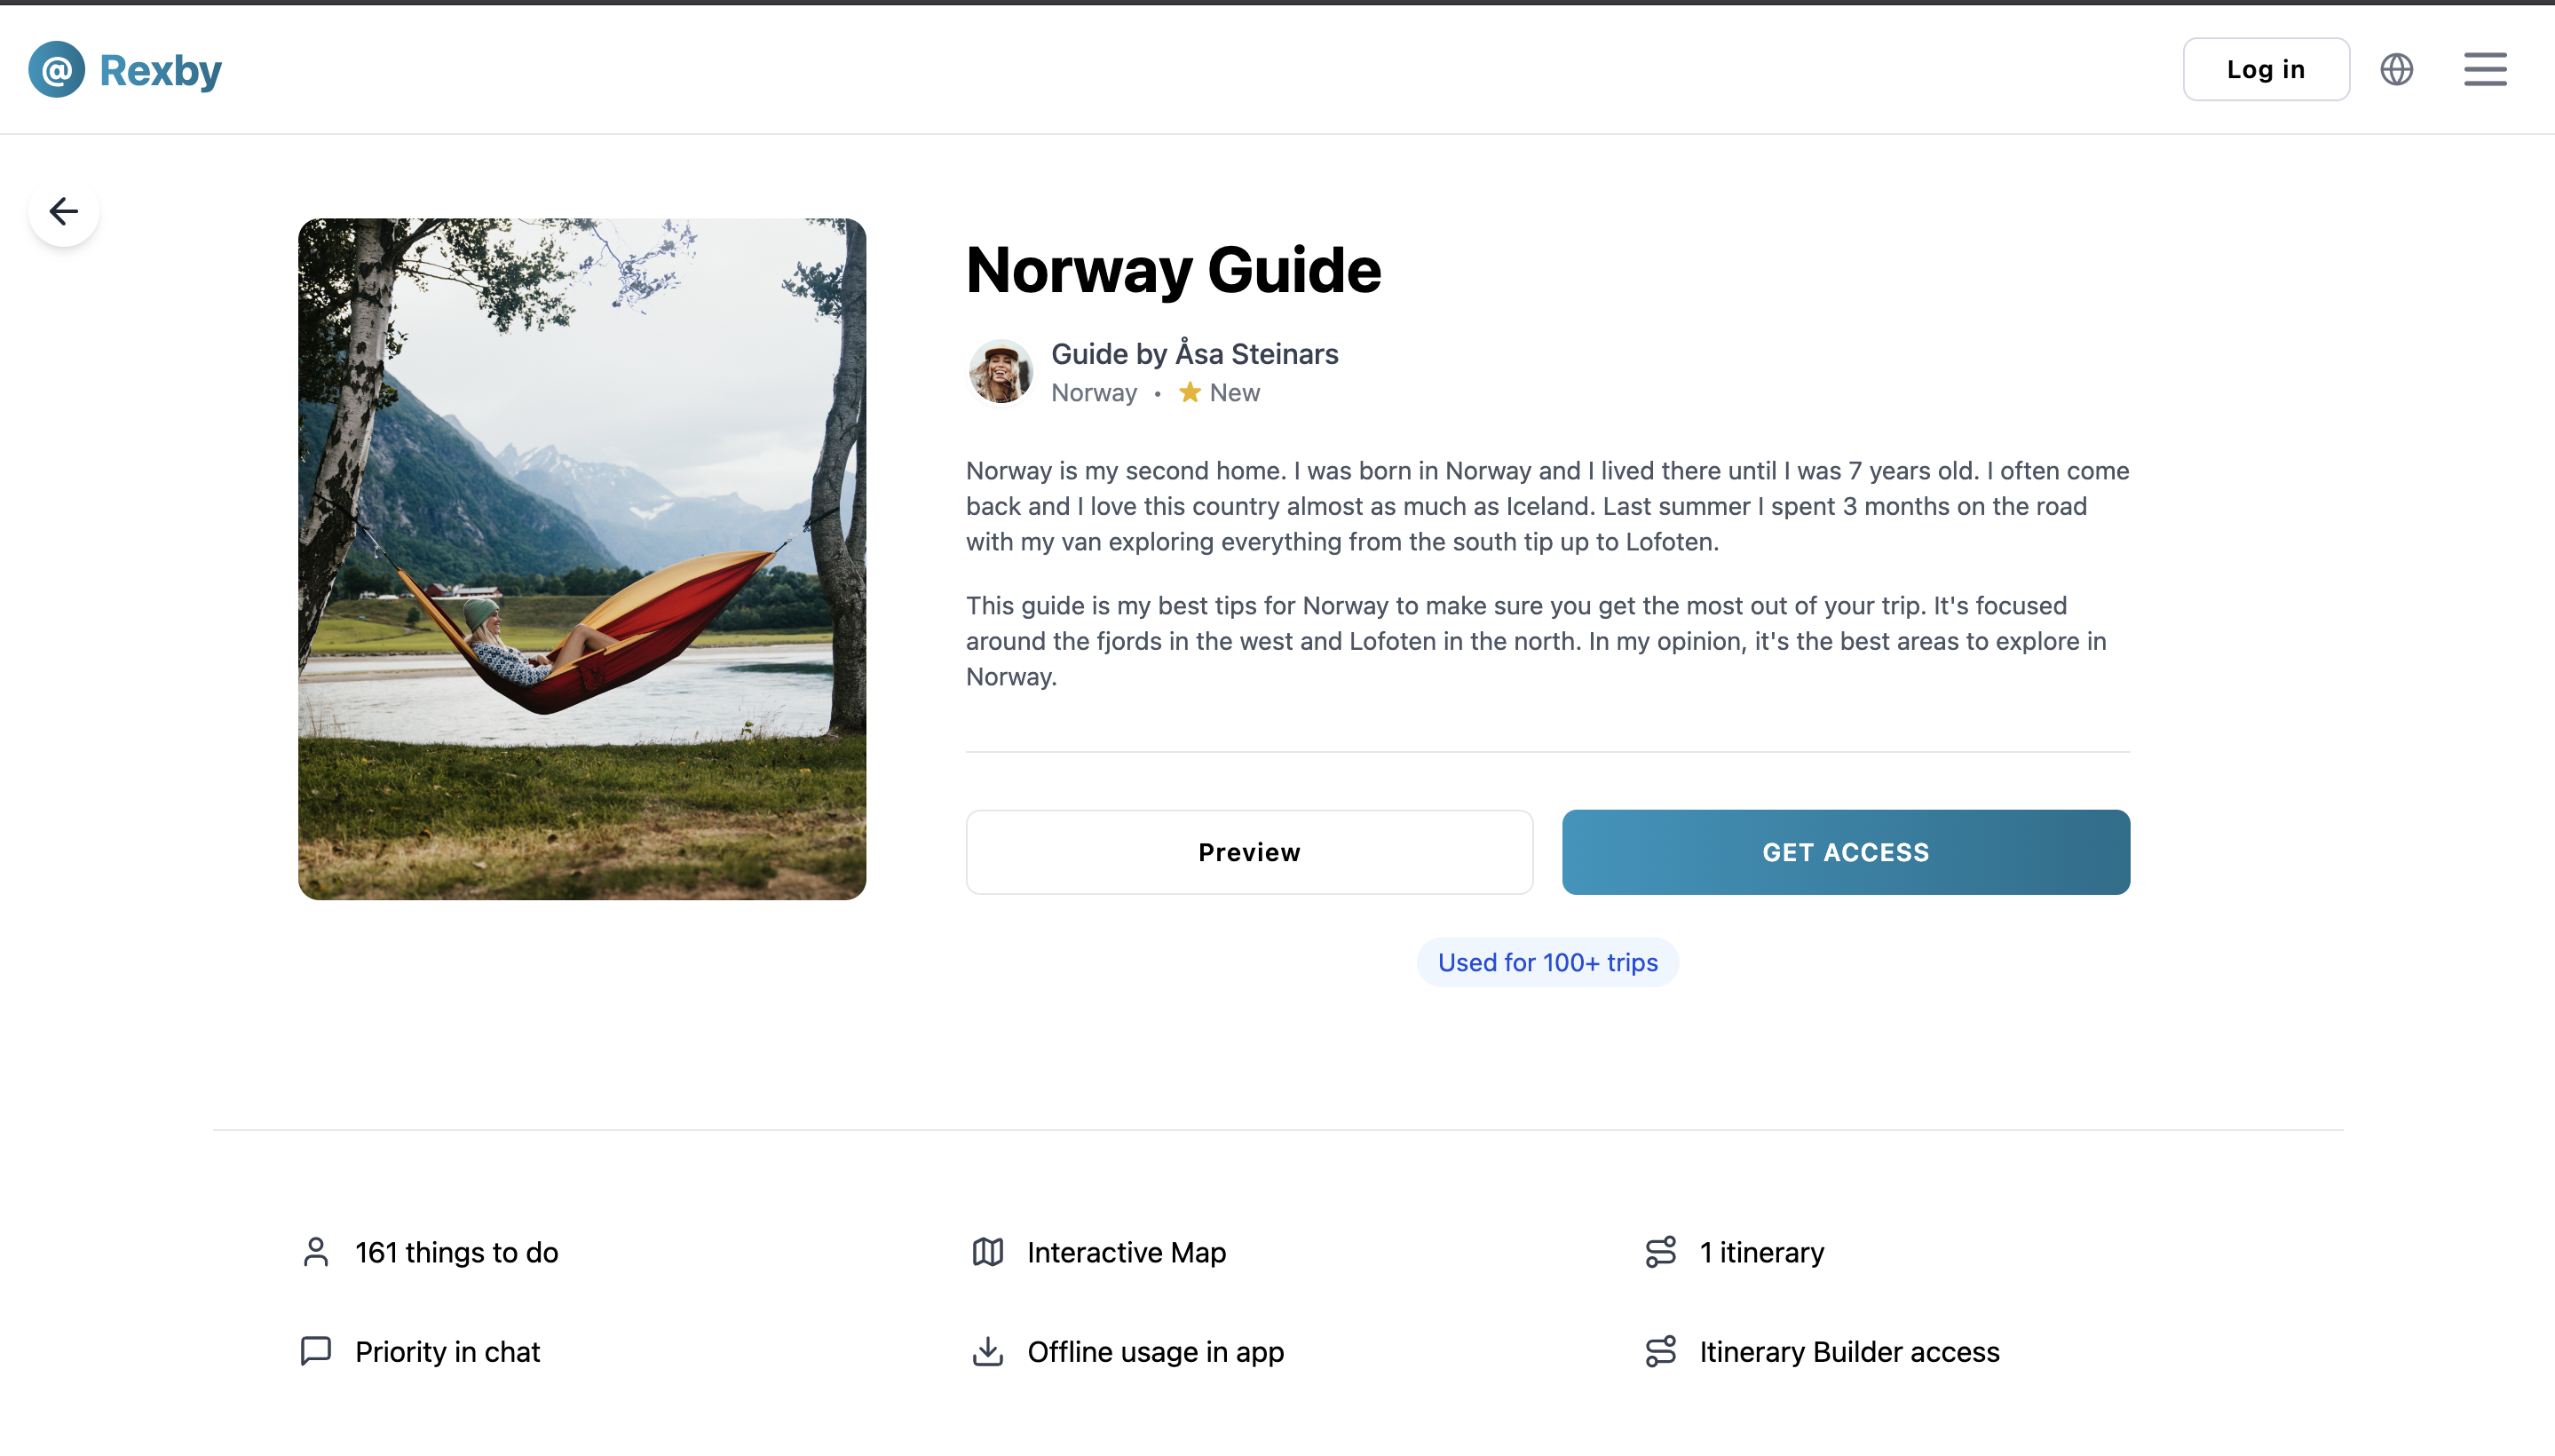 @ Rexby
Log in
Norway Guide
Guide by Åsa Steinars
Norway • New
Norway is my second home. I was born in Norway and I lived there until I was 7 years old. I often come
back and I love this country almost as much as Iceland. Last summer I spent 3 months on the road
with my van exploring everything from the south tip up to Lofoten.
This guide is my best tips for Norway to make sure you get the most out of your trip. It's focused
around the fjords in the west and Lofoten in the north. In my opinion, it's the best areas to explore in
Norway.
Preview
GET ACCESS
Used for 100+ trips
161 things to do
Interactive Map
1 itinerary
Priority in chat
Offline usage in app
Itinerary Builder access